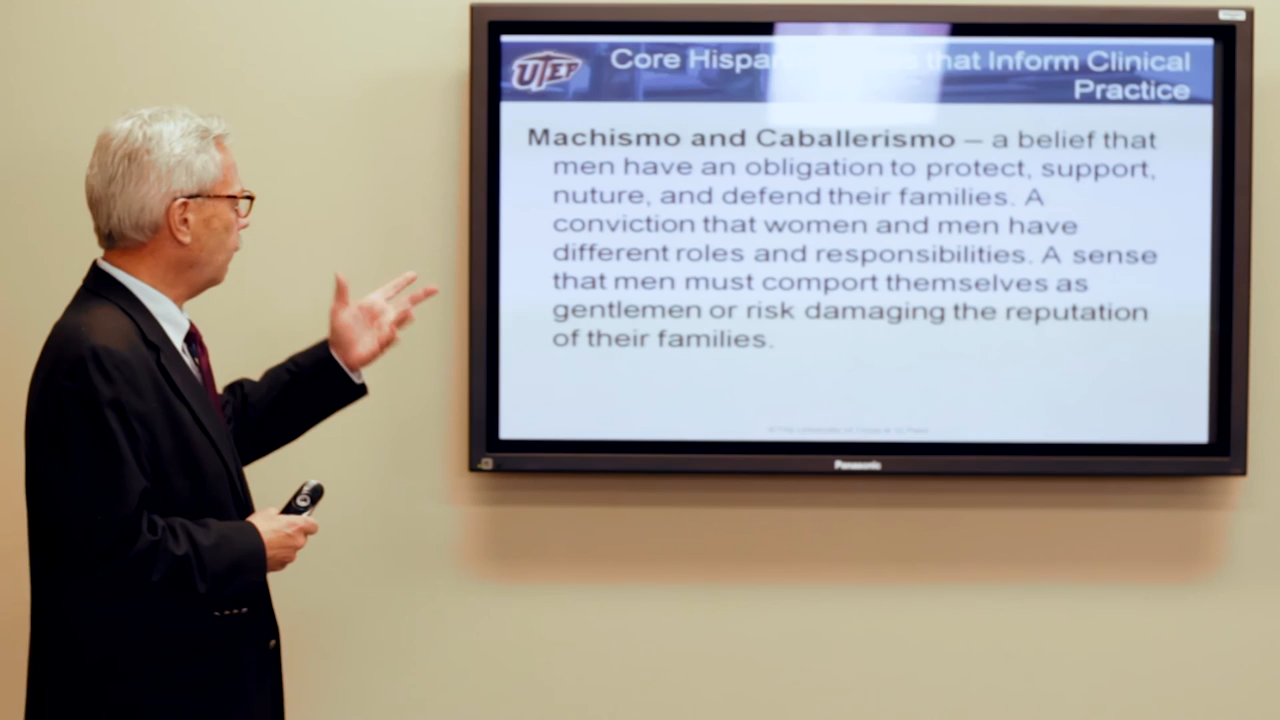 UTEP
Core Hispa that Inform Clinical
Practice
Machismo and Caballerismo – a belief that
men have an obligation to protect, support,
nuture, and defend their families. A
conviction that women and men have
different roles and responsibilities. A sense
that men must comport themselves as
gentlemen or risk damaging the reputation
of their families.
Panasonic